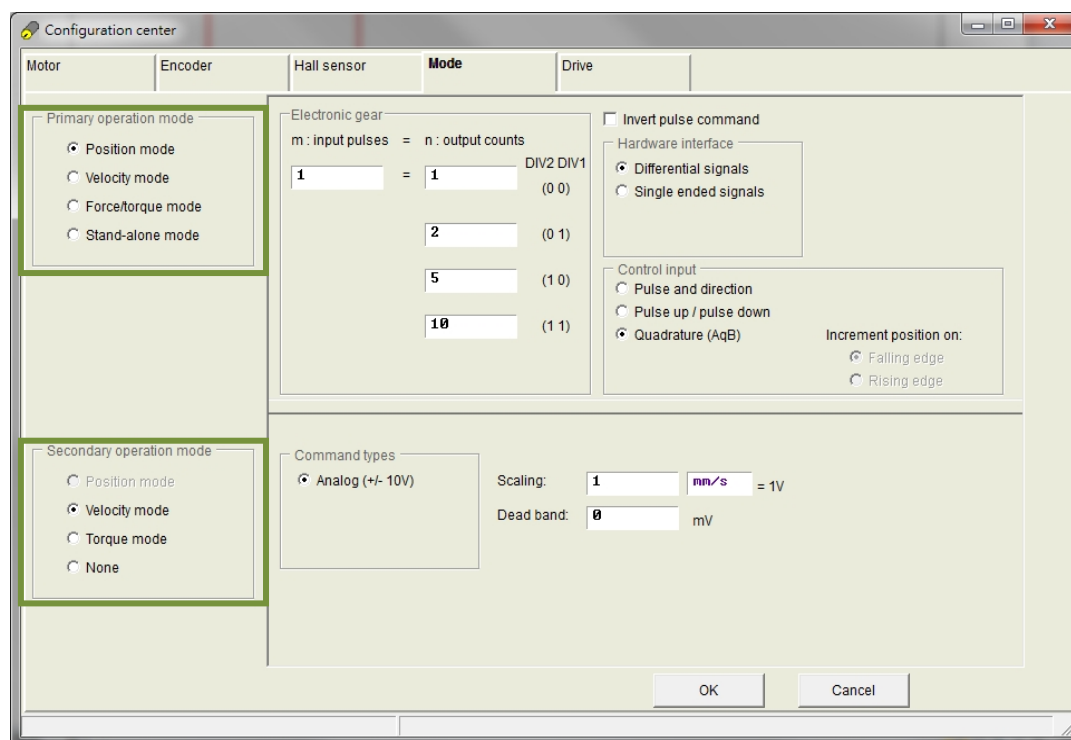 Configuration center
Motor Encoder Hall sensor Mode Drive
Primary operation mode
Position mode
Velocity mode
Force/torque mode
Stand-alone mode
Electronic gear
m : input pulses = n : output counts
DIV2 DIV1
1 = 1 (0 0)
2 (0 1)
5 (1 0)
10 (1 1)
Invert pulse command
Hardware interface
Differential signals
Single ended signals
Control input
Pulse and direction
Pulse up / pulse down
Quadrature (AqB)
Increment position on:
Falling edge
Rising edge
Secondary operation mode
Position mode
Velocity mode
Torque mode
None
Command types
Analog (+/- 10V)
Scaling: 1 mm/s = 1V
Dead band: 0 mV
OK Cancel